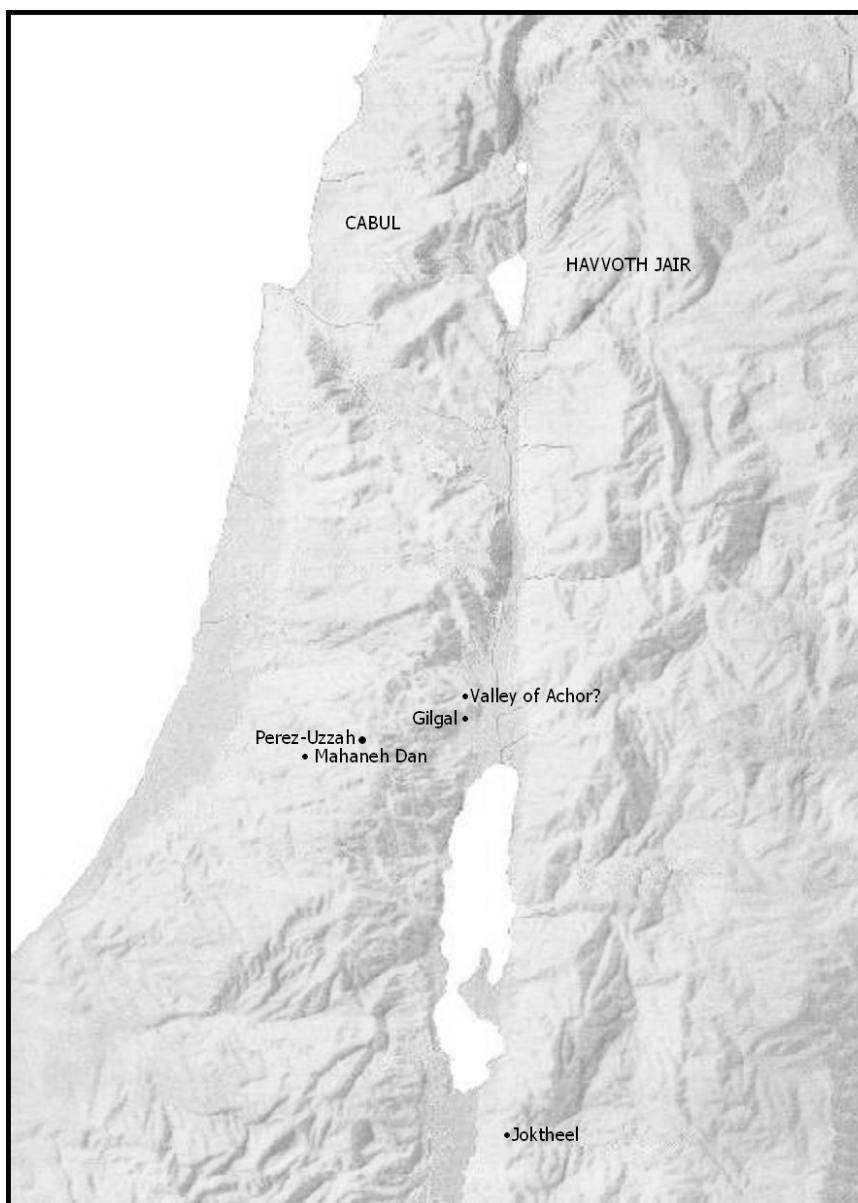 CABUL
HAVVOTH JAIR
Valley of Achor?
Gilgal
Perez-Uzzah
Mahaneh Dan
Joktheel